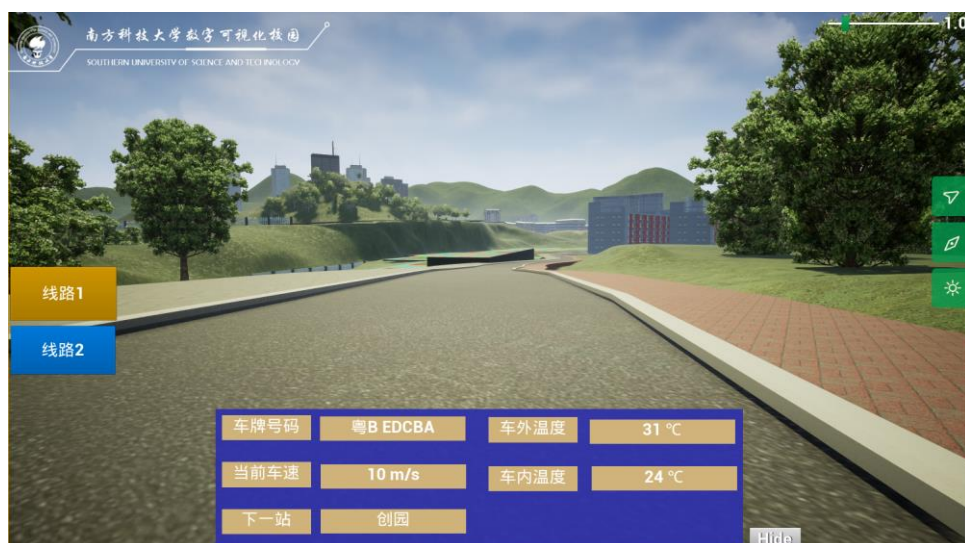 南方科技大学数字可视化校园
SOUTHERN UNIVERSITY OF SCIENCE AND TECHNOLOGY
1.0
线路1
线路2
车牌号码 粤B EDCBA 车外温度 31 ℃
当前车速 10 m/s 车内温度 24 ℃
下一站 创园
Hide